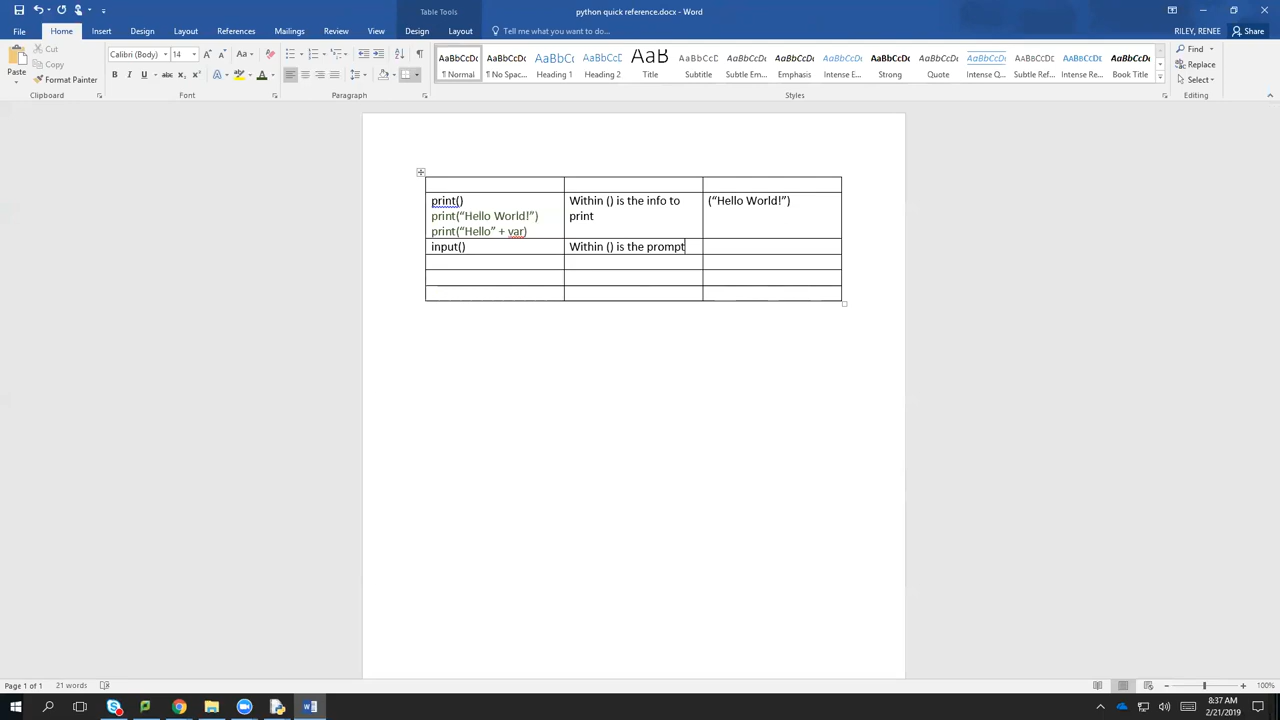 Table Tools
python quick reference.docx - Word
RILEY, RENEE
Share
File Home Insert Draw Design Layout References Mailings Review View Design Layout Tell me what you want to do...
Paste
Cut
Copy
Format Painter
Clipboard
Calibri (Body) 14
Font
Paragraph
AaBbCcDc AaBbCcDc AaBbCc AaBbCcD AaB AaBbCcD AaBbCcDc AaBbCcDc AaBbCcDc AaBbCcDc AaBbCcDc AaBbCcDc AaBbCcDc AaBbCcDc AaBbCcDc
¶ Normal ¶ No Spac... Heading 1 Heading 2 Title Subtitle Subtle Em... Emphasis Intense E... Strong Quote Intense Q... Subtle Ref... Intense Re... Book Title
Styles
Find
Replace
Select
Editing
print()
print(“Hello World!”)
print(“Hello” + var)
Within () is the info to
print
(“Hello World!”)
input()
Within () is the prompt
Page 1 of 1 21 words
100%
8:37 AM
2/21/2019